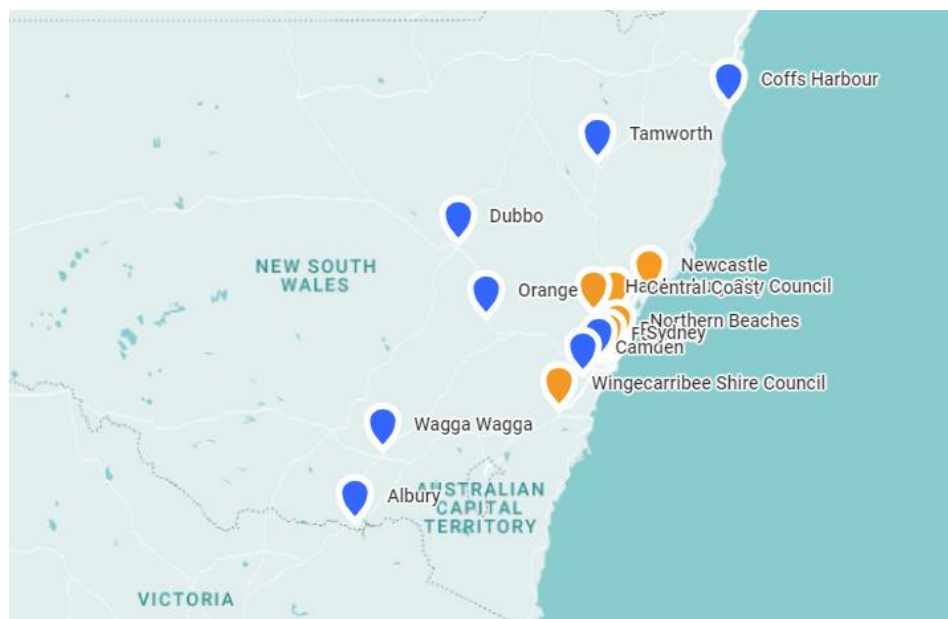 Coffs Harbour
Tamworth
Dubbo
NEW SOUTH
WALES
Newcastle
Orange
Central Coast
Council
Northern Beaches
Sydney
Camden
Wingecarribee Shire Council
Wagga Wagga
Albury
AUSTRALIAN
CAPITAL
TERRITORY
VICTORIA